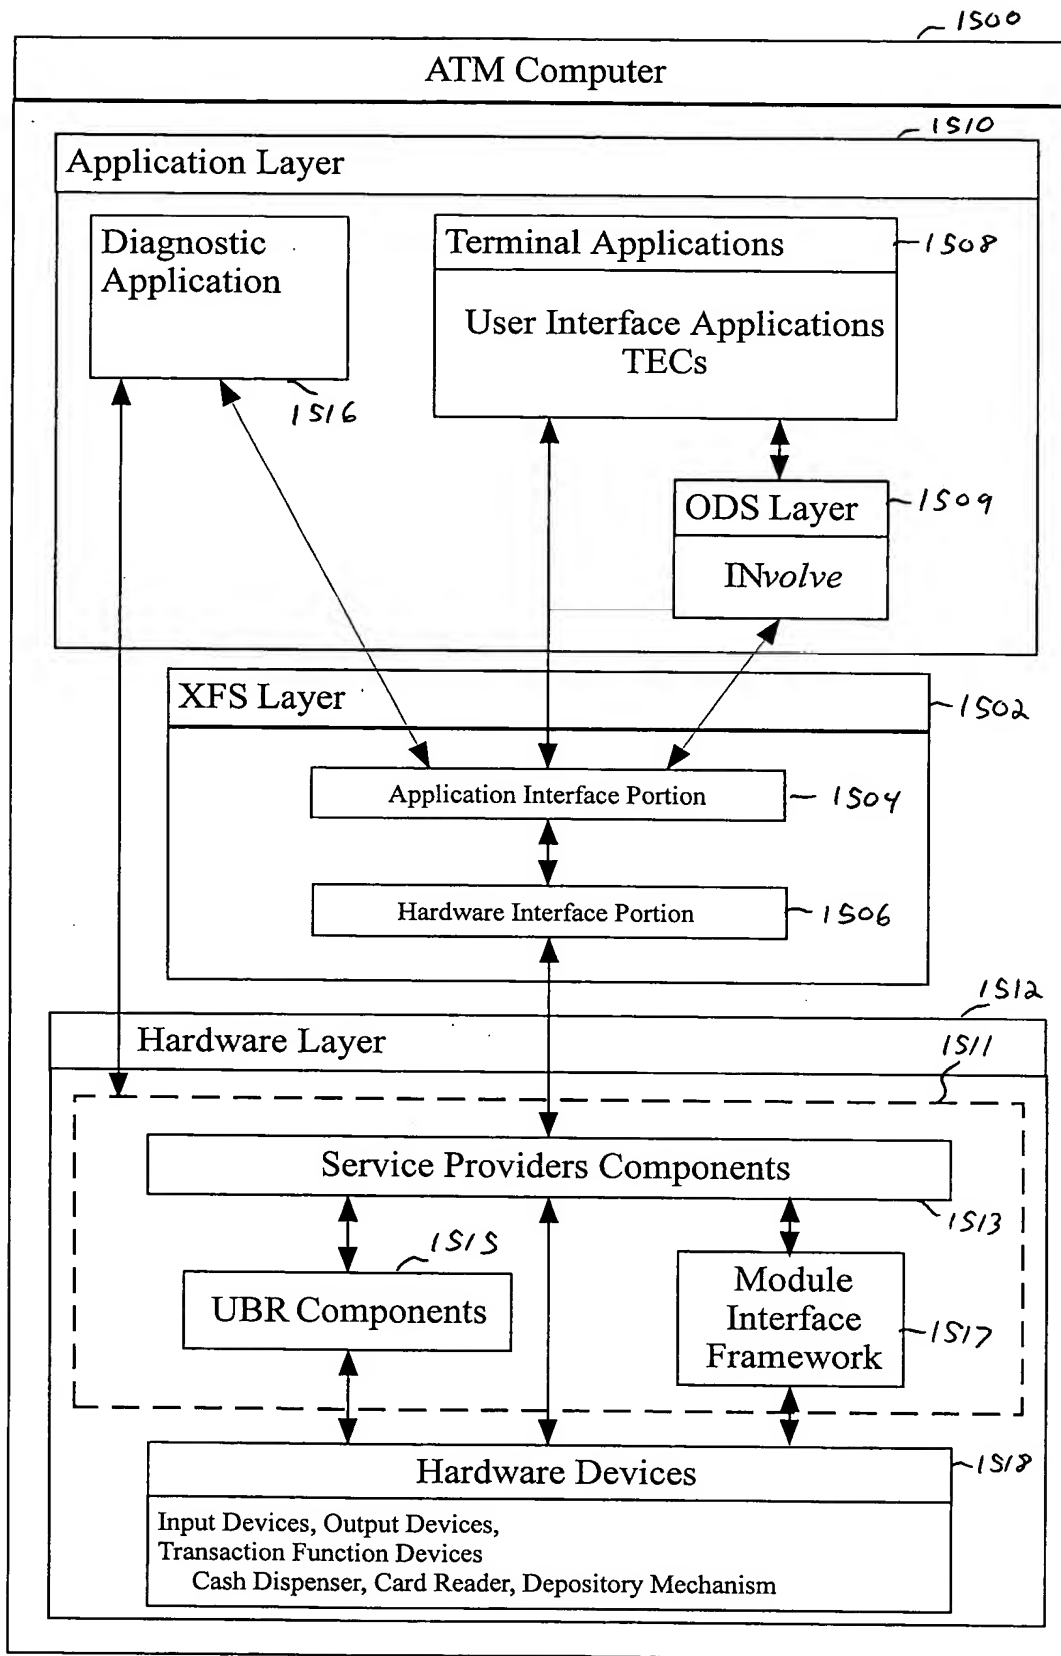 1500
ATM Computer
1510
Application Layer
Diagnostic
Application
1516
Terminal Applications
1508
User Interface Applications
TECs
ODS Layer
1509
INvolve
XFS Layer
1502
Application Interface Portion
1504
Hardware Interface Portion
1506
1512
Hardware Layer
1511
Service Providers Components
1513
1515
UBR Components
Module
Interface
Framework
1517
Hardware Devices
1518
Input Devices, Output Devices,
Transaction Function Devices
Cash Dispenser, Card Reader, Depository Mechanism